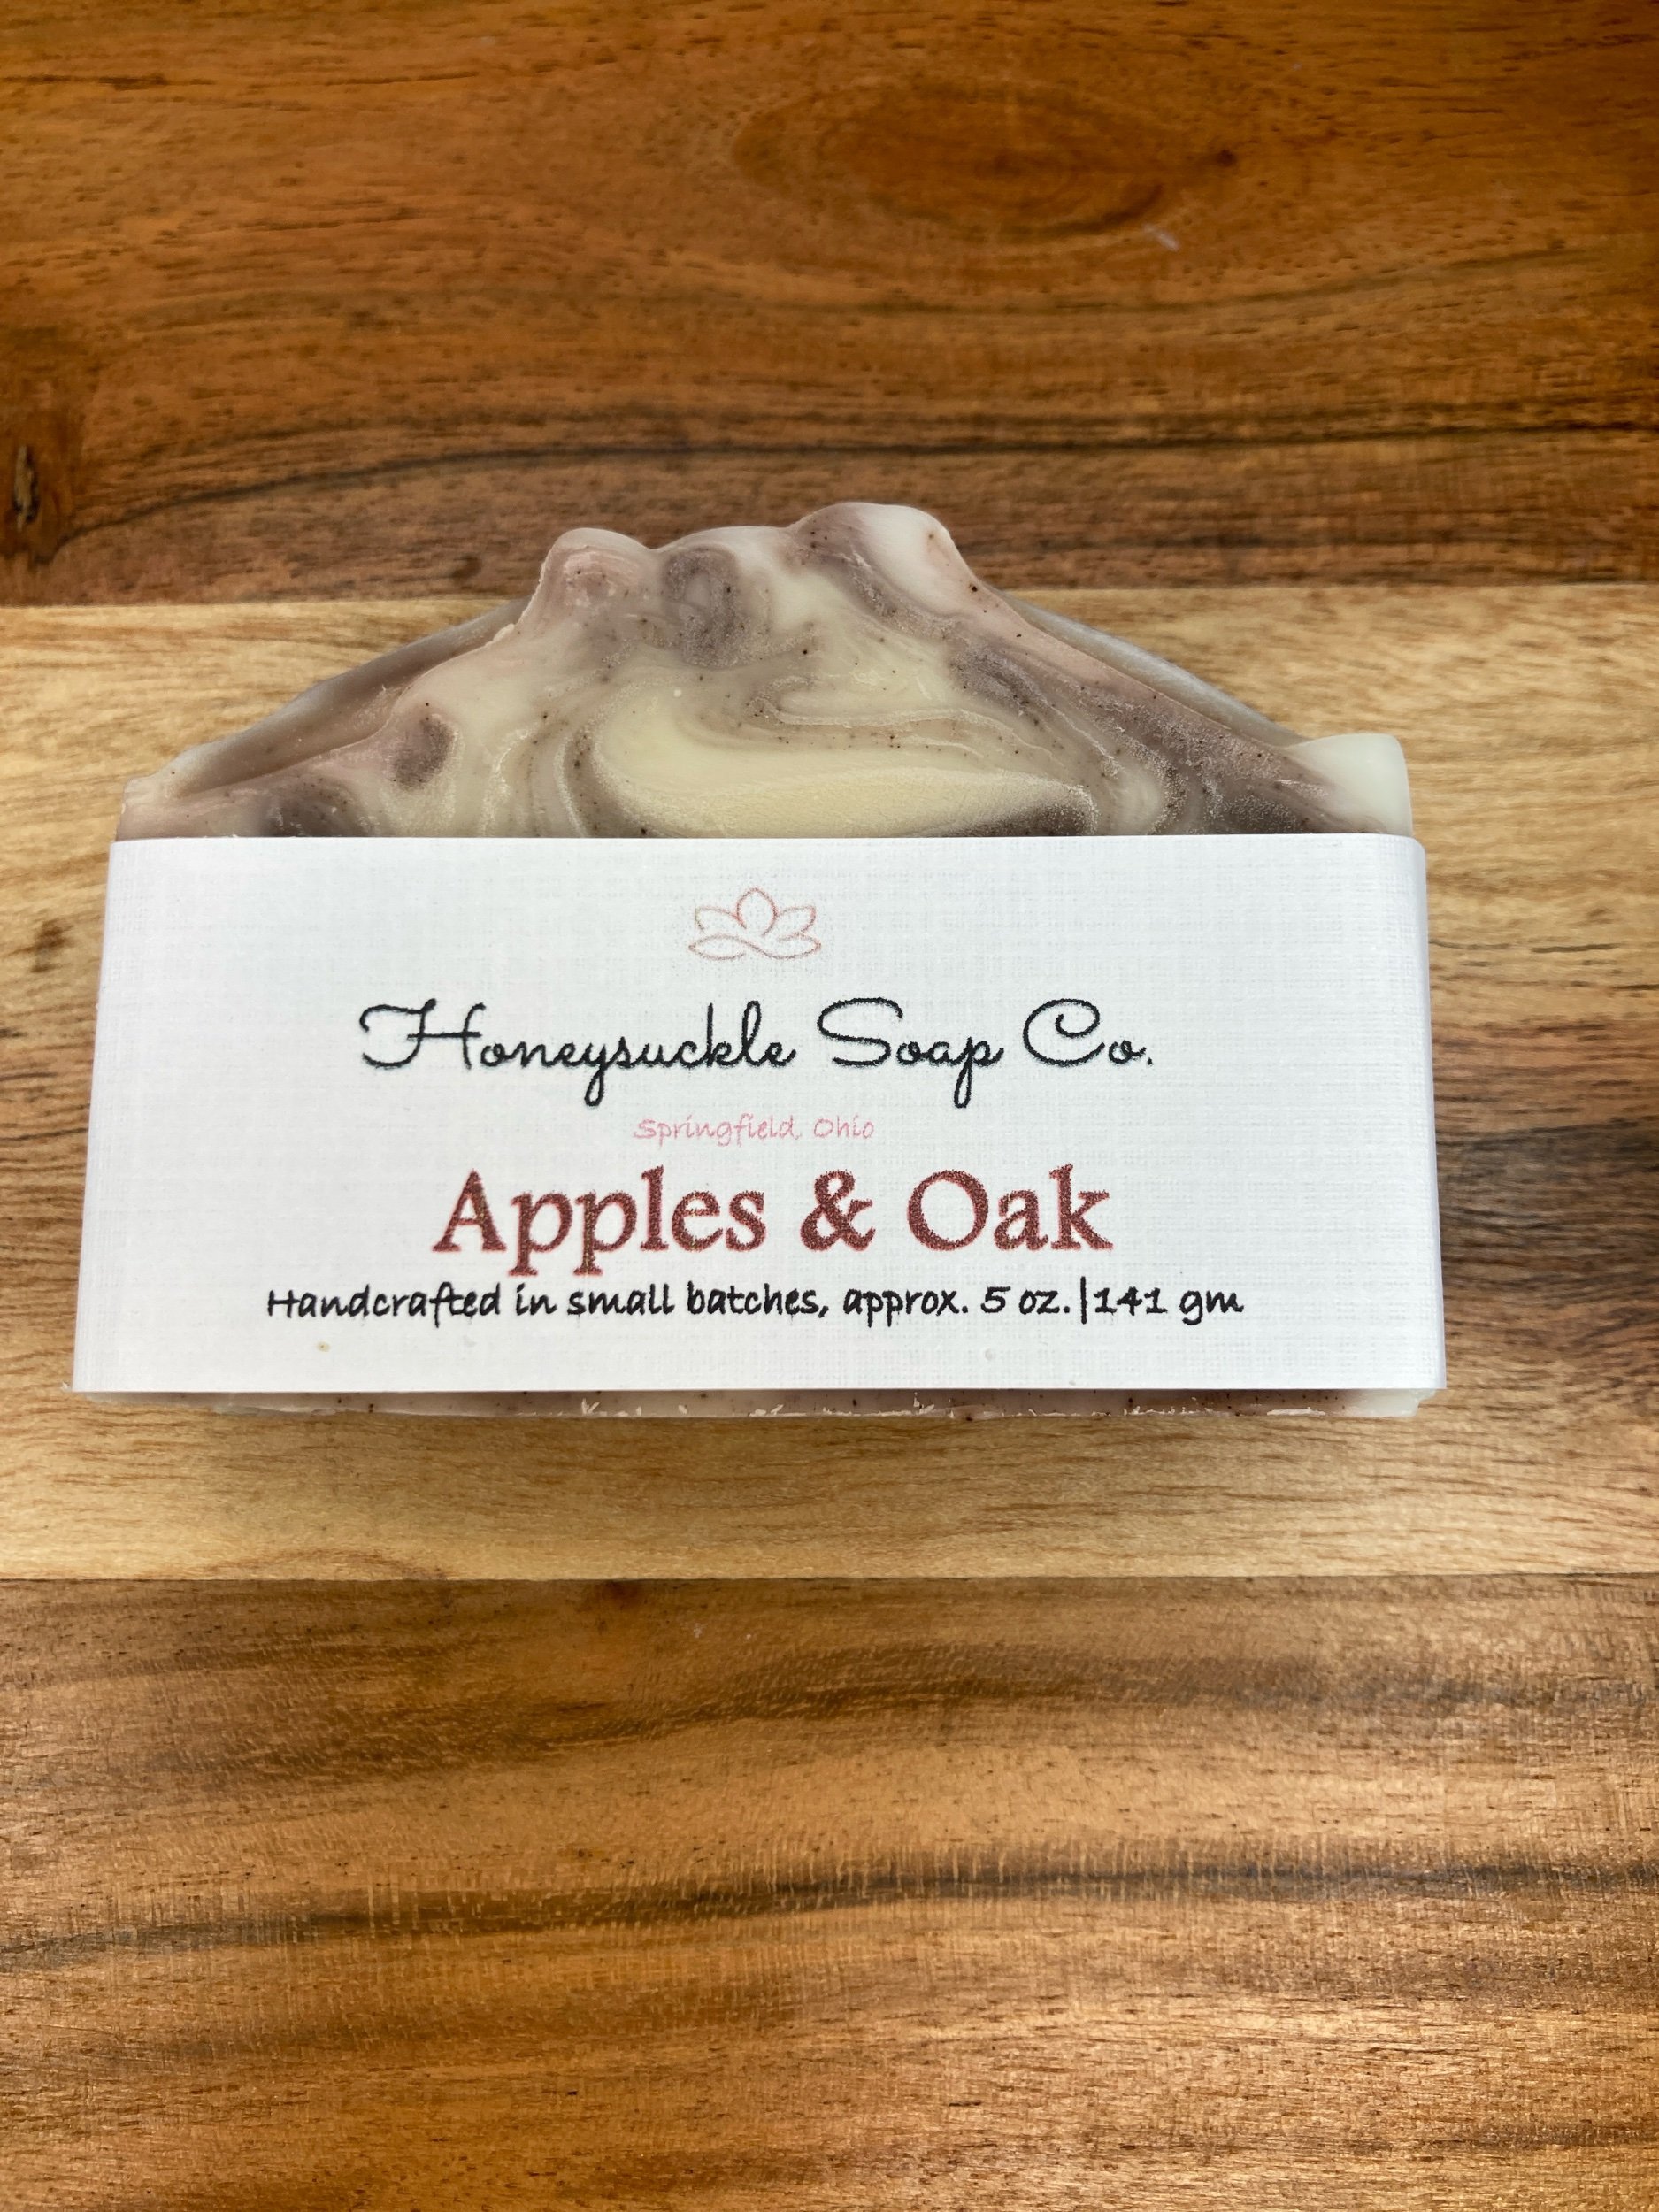 Honeysuckle Soap Co.
Springfield, Ohio
Apples & Oak
Handcrafted in small batches, approx. 5 oz.|141 gm